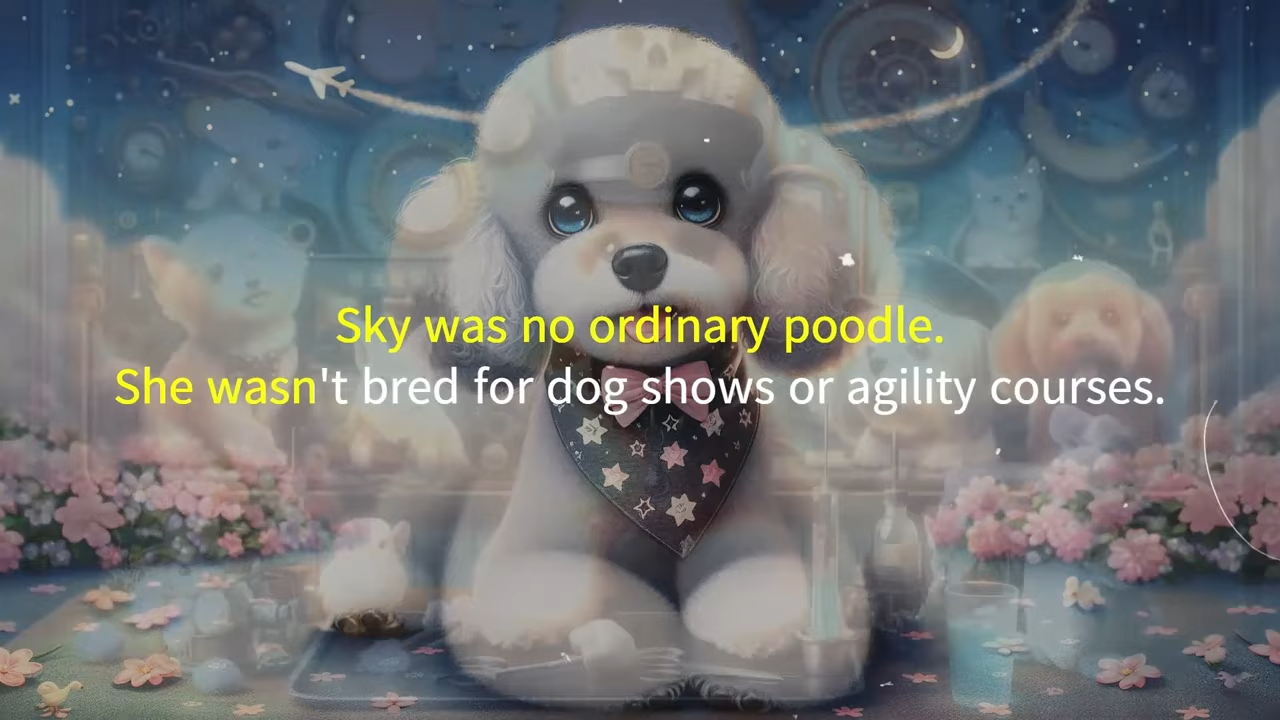 Sky was no ordinary poodle.
She wasn't bred for dog shows or agility courses.